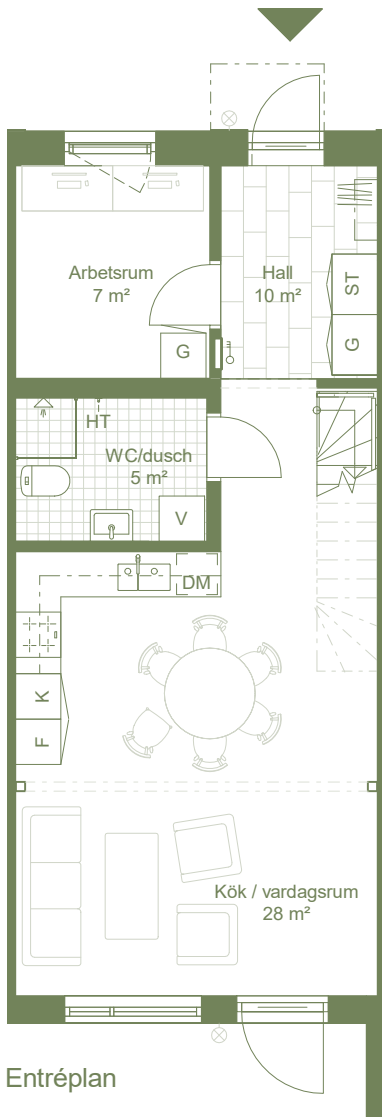 Arbetsrum
7 m²
Hall
10 m²
ST
G
G
HT
WC/dusch
5 m²
V
DM
K
F
Kök / vardagsrum
28 m²
Entréplan